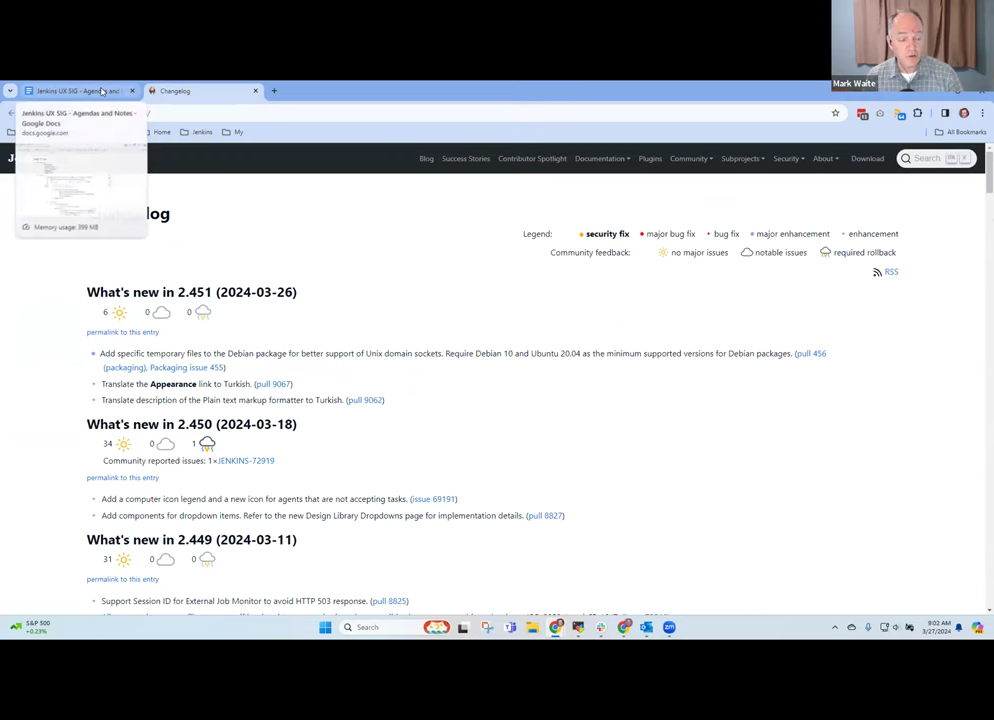 Mark Waite
Jenkins UX SIG - Agendas and
Changelog
Jenkins UX SIG - Agendas and Notes -
Google Docs
docs.google.com
Memory usage: 399 MB
Home
Jenkins
My
All Bookmarks
Blog
Success Stories
Contributor Spotlight
Documentation
Plugins
Community
Subprojects
Security
About
Download
Search
log
Legend: security fix major bug fix bug fix major enhancement enhancement
Community feedback: no major issues notable issues required rollback
RSS
What's new in 2.451 (2024-03-26)
6 0 0
permalink to this entry
Add specific temporary files to the Debian package for better support of Unix domain sockets. Require Debian 10 and Ubuntu 20.04 as the minimum supported versions for Debian packages. (pull 456
(packaging), Packaging issue 455)
Translate the Appearance link to Turkish. (pull 9067)
Translate description of the Plain text markup formatter to Turkish. (pull 9062)
What's new in 2.450 (2024-03-18)
34 0 1
Community reported issues: 1×JENKINS-72919
permalink to this entry
Add a computer icon legend and a new icon for agents that are not accepting tasks. (issue 69191)
Add components for dropdown items. Refer to the new Design Library Dropdowns page for implementation details. (pull 8827)
What's new in 2.449 (2024-03-11)
31 0 0
permalink to this entry
Support Session ID for External Job Monitor to avoid HTTP 503 response. (pull 8825)
S&P 500
+0.23%
Search
9:02 AM
3/27/2024